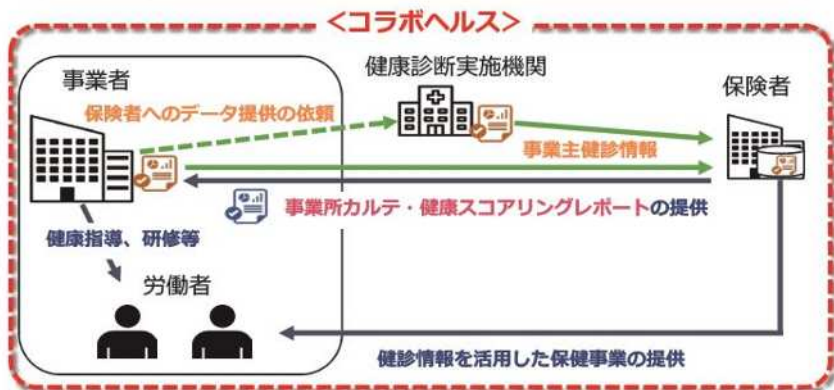 ＜コラボヘルス＞
事業者
健康診断実施機関
保険者
保険者へのデータ提供の依頼
事業主健診情報
事業所カルテ・健康スコアリングレポートの提供
健康指導、研修等
労働者
健診情報を活用した保健事業の提供